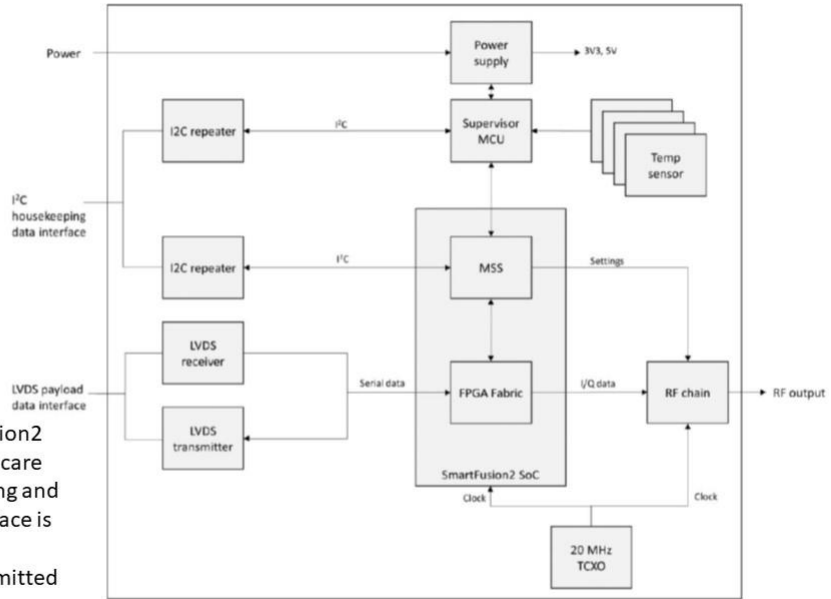 Power
Power
supply
3V3, 5V
I2C repeater
I²C
Supervisor
MCU
Temp
sensor
I²C
housekeeping
data interface
I2C repeater
I²C
MSS
Settings
LVDS
receiver
LVDS payload
data interface
Serial data
FPGA Fabric
I/Q data
RF chain
RF output
LVDS
transmitter
SmartFusion2 SoC
Clock
Clock
20 MHz
TCXO
ion2
care
ng and
ace is
mitted